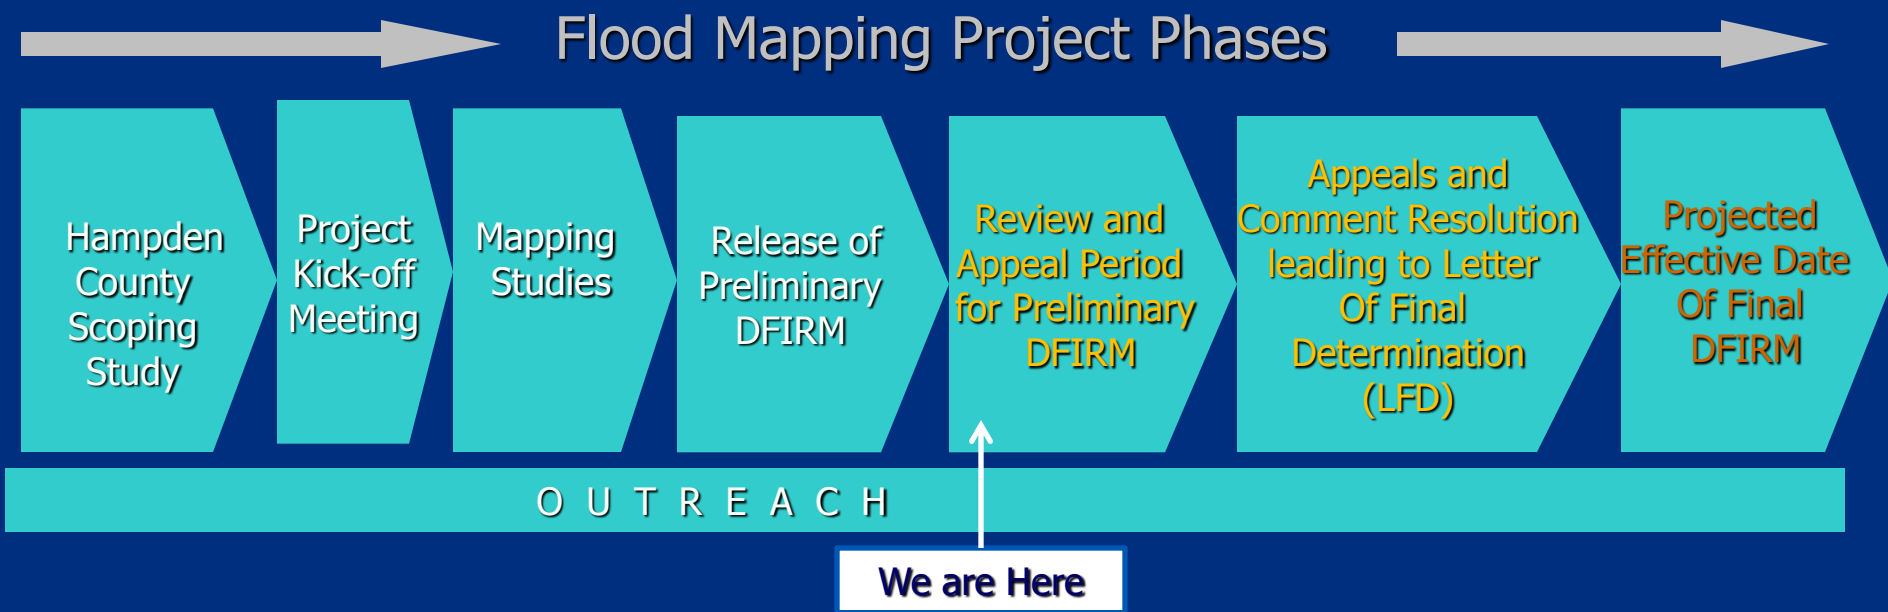 Flood Mapping Project Phases
Hampden
County
Scoping
Study
Project
Kick-off
Meeting
Mapping
Studies
Release of
Preliminary
DFIRM
Review and
Appeal Period
for Preliminary
DFIRM
Appeals and
Comment Resolution
leading to Letter
Of Final
Determination
(LFD)
Projected
Effective Date
Of Final
DFIRM
O U T R E A C H
We are Here